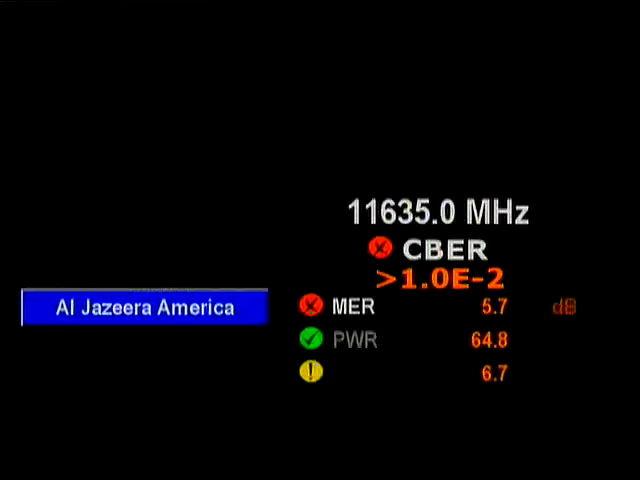 11635.0 MHz
CBER
>1.0E-2
Al Jazeera America
MER 5.7 dB
PWR 64.8
6.7